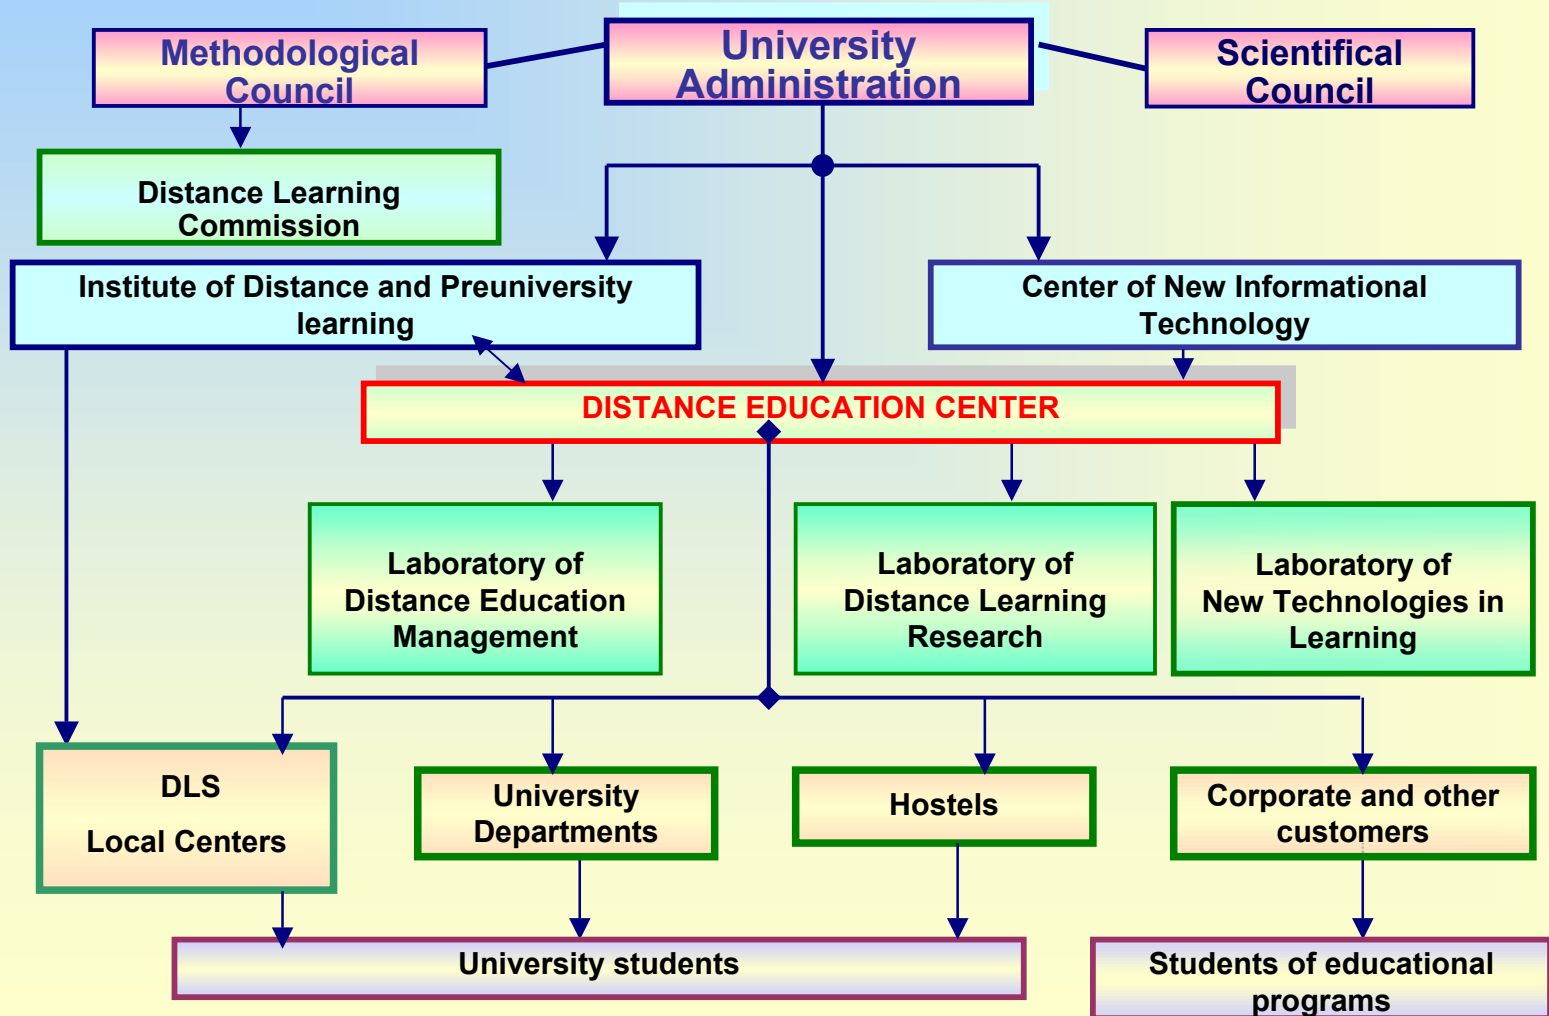 Methodological
Council
University
Administration
Scientifical
Council
Distance Learning
Commission
Institute of Distance and Preuniversity
learning
Center of New Informational
Technology
DISTANCE EDUCATION CENTER
Laboratory of
Distance Education
Management
Laboratory of
Distance Learning
Research
Laboratory of
New Technologies in
Learning
DLS
Local Centers
University
Departments
Hostels
Corporate and other
customers
University students
Students of educational
programs